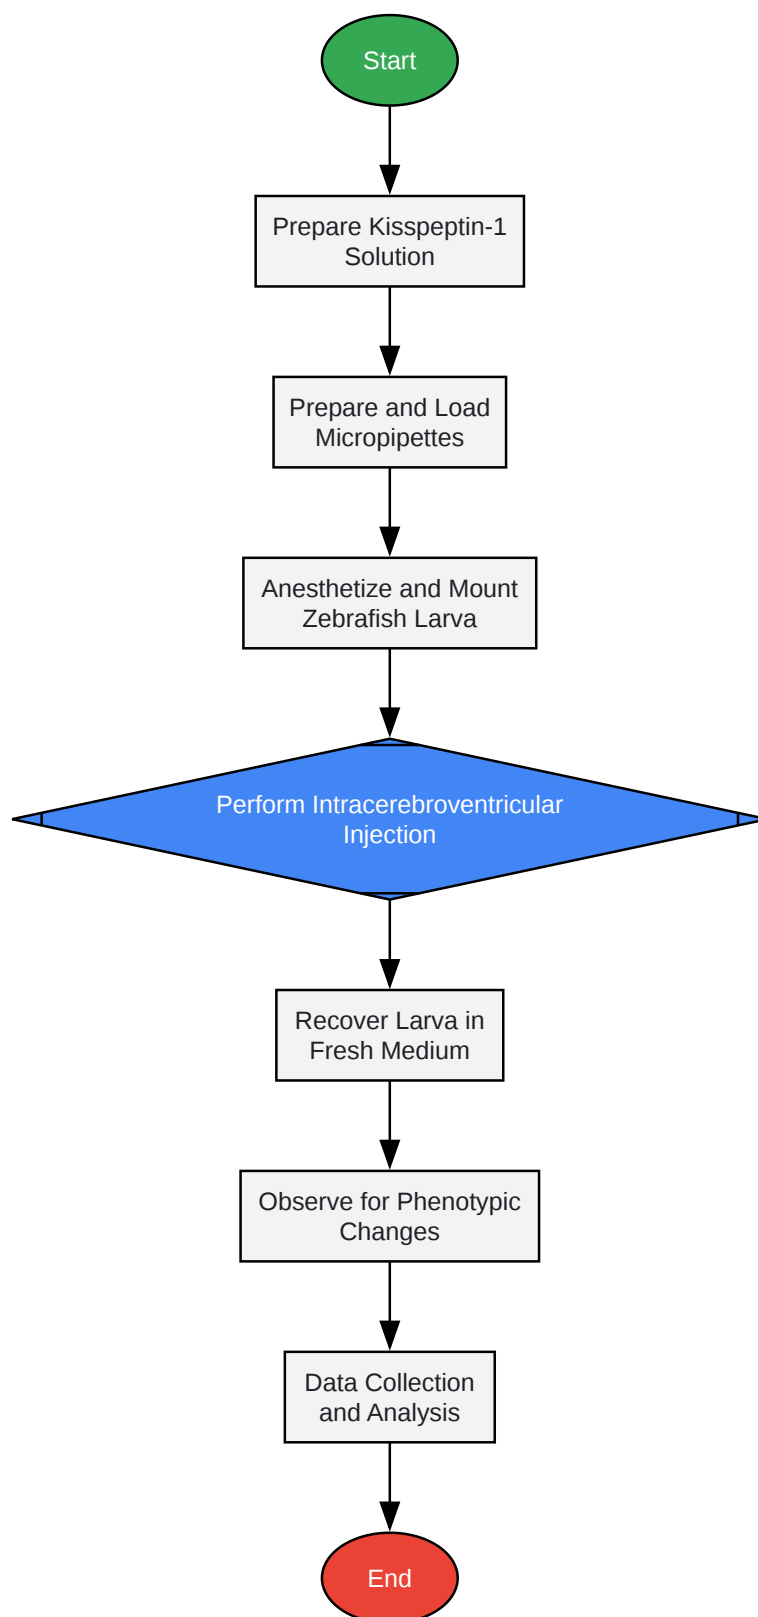 Start
Prepare Kisspeptin-1
Solution
Prepare and Load
Micropipettes
Anesthetize and Mount
Zebrafish Larva
Perform Intracerebroventricular
Injection
Recover Larva in
Fresh Medium
Observe for Phenotypic
Changes
Data Collection
and Analysis
End